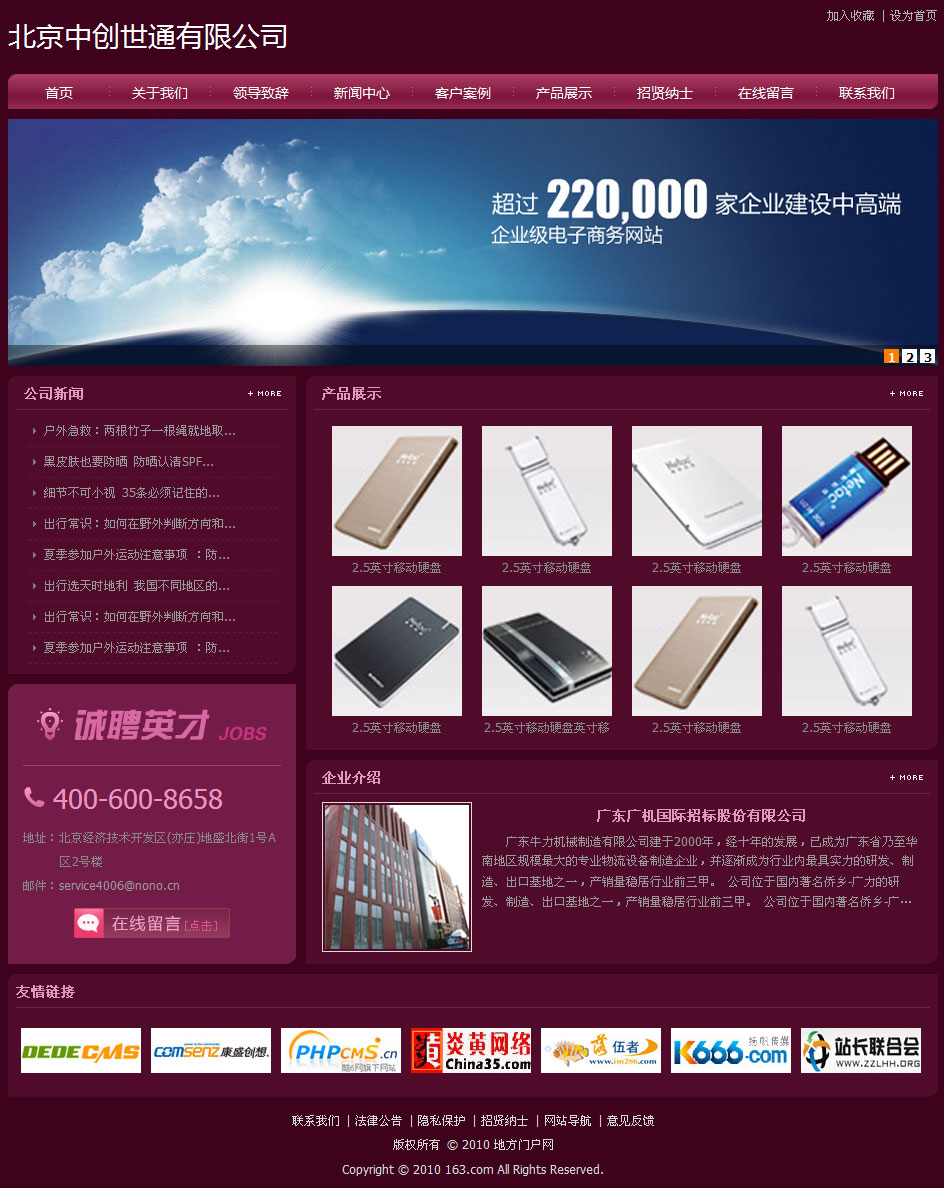 加入收藏 | 设为首页
北京中创世通有限公司
首页 关于我们 领导致辞 新闻中心 客户案例 产品展示 招贤纳士 在线留言 联系我们
超过 220,000 家企业建设中高端
企业级电子商务网站
1 2 3
公司新闻 + MORE
户外急救：两根竹子一根绳就地取...
黑皮肤也要防晒 防晒认清SPF...
细节不可小视 35条必须记住的...
出行常识：如何在野外判断方向和...
夏季参加户外运动注意事项 ：防...
出行选天时地利 我国不同地区的...
出行常识：如何在野外判断方向和...
夏季参加户外运动注意事项 ：防...
诚聘英才 JOBS
400-600-8658
地址：北京经济技术开发区(亦庄)地盛北街1号A
区2号楼
邮件：service4006@nono.cn
在线留言 [点击]
产品展示 + MORE
Netac
Netac
Netac
Netac
2.5英寸移动硬盘 2.5英寸移动硬盘 2.5英寸移动硬盘 2.5英寸移动硬盘
2.5英寸移动硬盘 2.5英寸移动硬盘英寸移 2.5英寸移动硬盘 2.5英寸移动硬盘
企业介绍 + MORE
广东广机国际招标股份有限公司
广东牛力机械制造有限公司建于2000年，经十年的发展，已成为广东省乃至华
南地区规模最大的专业物流设备制造企业，并逐渐成为行业内最具实力的研发、制
造、出口基地之一，产销量稳居行业前三甲。 公司位于国内著名侨乡-广力的研
发、制造、出口基地之一，产销量稳居行业前三甲。 公司位于国内著名侨乡-广…
友情链接
DEDECMS
COMSENZ 康盛创想
PHPCMS.CN
酷6网旗下网站
炎黄网络
China35.com
落伍者
www.im286.com
K666.com 扬帆传媒
站长联合会
WWW.ZZLHH.ORG
联系我们 | 法律公告 | 隐私保护 | 招贤纳士 | 网站导航 | 意见反馈
版权所有 © 2010 地方门户网
Copyright © 2010 163.com All Rights Reserved.